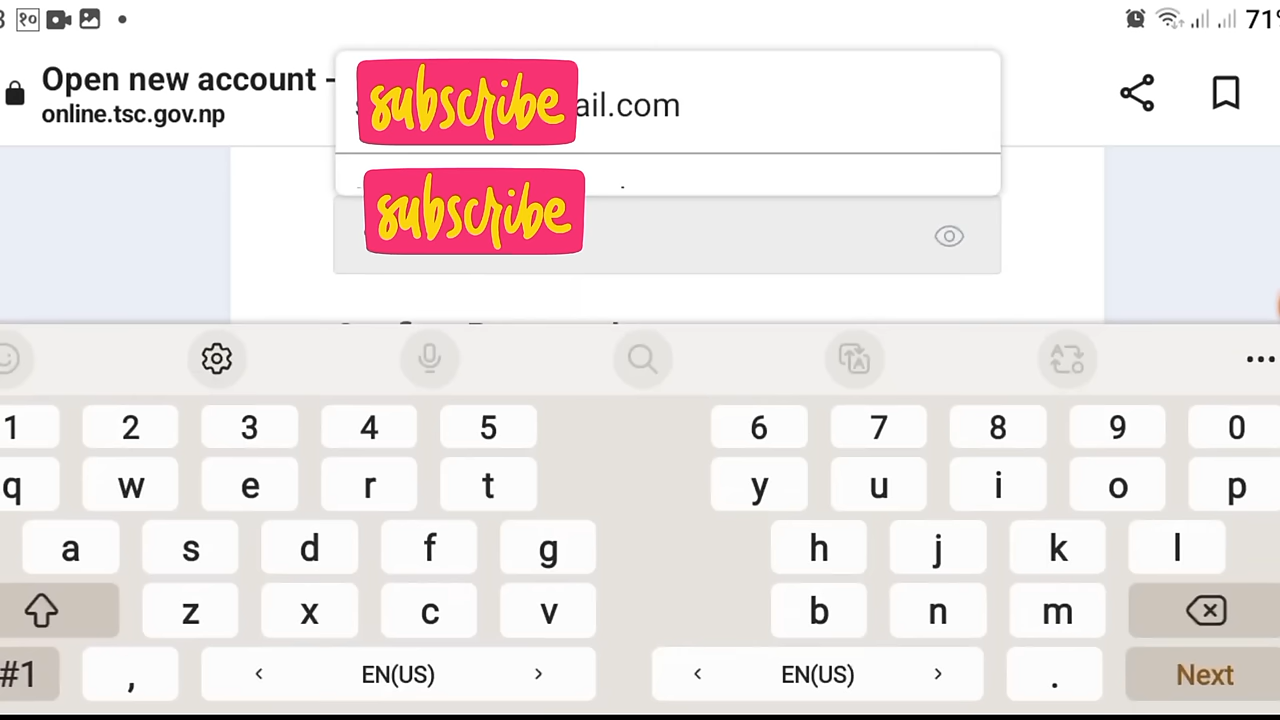 71%
Open new account -
online.tsc.gov.np
subscribe
ail.com
subscribe
1 2 3 4 5 6 7 8 9 0
q w e r t y u i o p
a s d f g h j k l
z x c v b n m
#1 , < EN(US) > < EN(US) > . Next